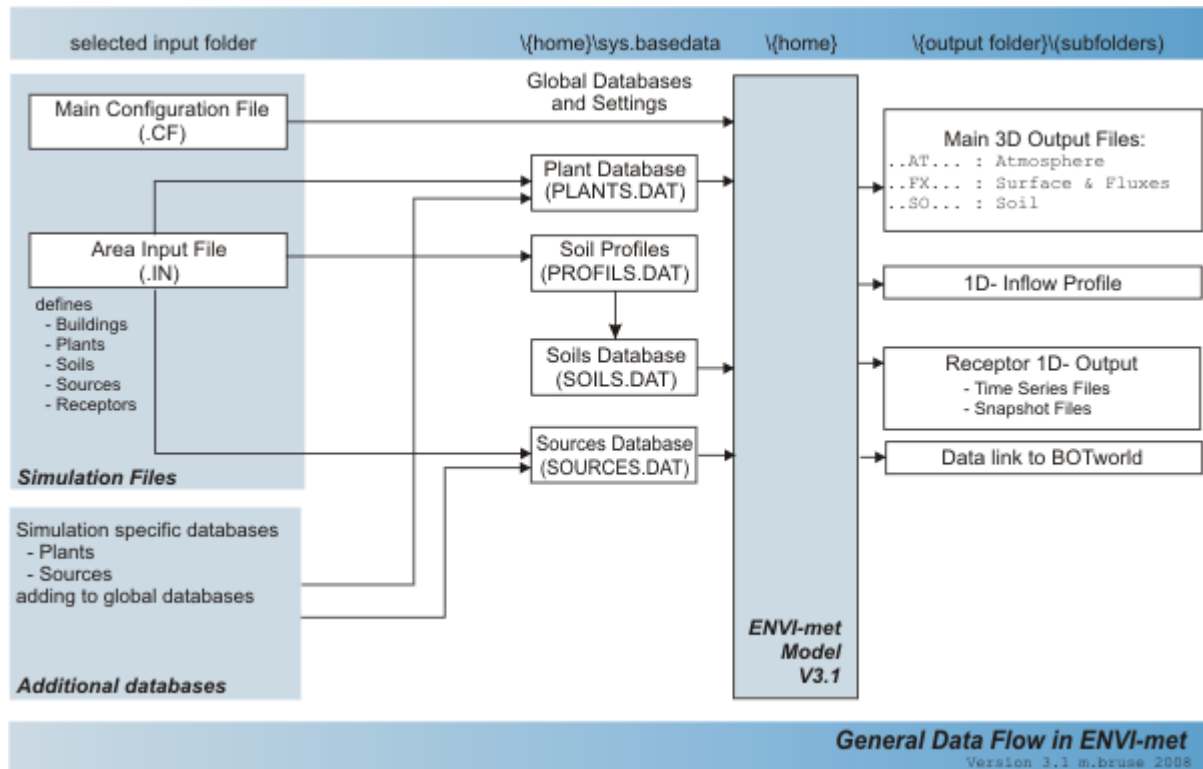 selected input folder
\{home}\sys.basedata
\{home}
\{output folder}\(subfolders)
Main Configuration File
(.CF)
Area Input File
(.IN)
defines
- Buildings
- Plants
- Soils
- Sources
- Receptors
Simulation Files
Simulation specific databases
- Plants
- Sources
adding to global databases
Additional databases
Global Databases
and Settings
Plant Database
(PLANTS.DAT)
Soil Profiles
(PROFILS.DAT)
Soils Database
(SOILS.DAT)
Sources Database
(SOURCES.DAT)
ENVI-met
Model
V3.1
Main 3D Output Files:
..AT... : Atmosphere
..FX... : Surface & Fluxes
..SO... : Soil
1D- Inflow Profile
Receptor 1D- Output
- Time Series Files
- Snapshot Files
Data link to BOTworld
General Data Flow in ENVI-met
Version 3.1 m.bruse 2008